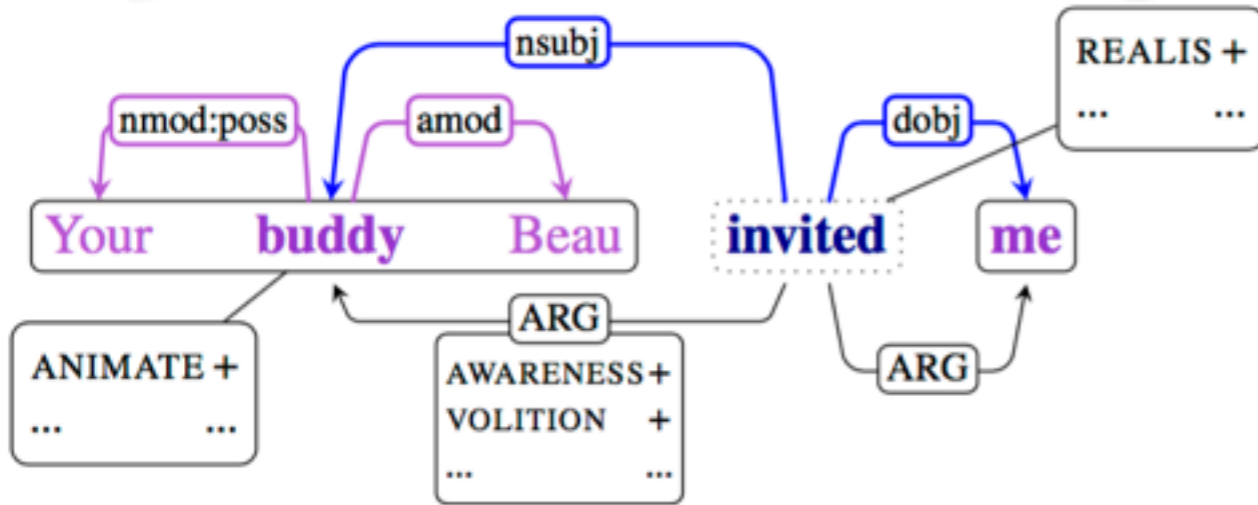 nsubj
REALIS +
... ...
nmod:poss amod dobj
Your buddy Beau invited me
ARG
ANIMATE + AWARENESS + ARG
... ... VOLITION +
... ...